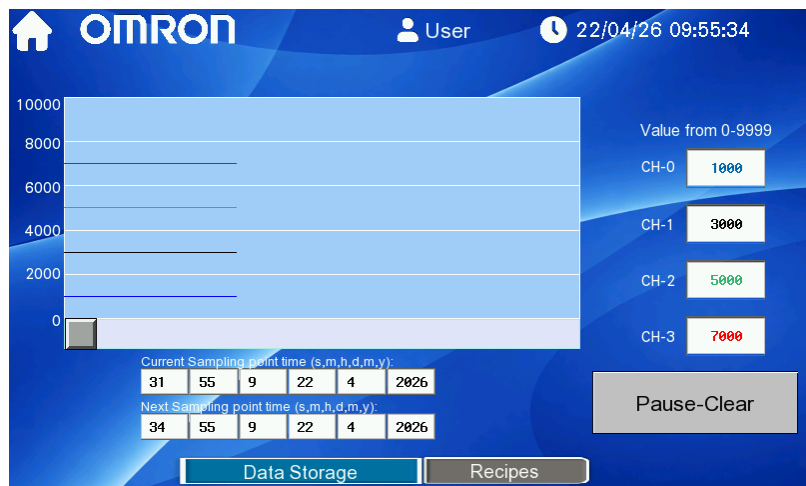 OMRON
User
22/04/26 09:55:34
10000
8000
6000
4000
2000
0
Value from 0-9999
CH-0 1000
CH-1 3000
CH-2 5000
CH-3 7000
Current Sampling point time (s,m,h,d,m,y):
31 55 9 22 4 2026
Next Sampling point time (s,m,h,d,m,y):
34 55 9 22 4 2026
Pause-Clear
Data Storage
Recipes